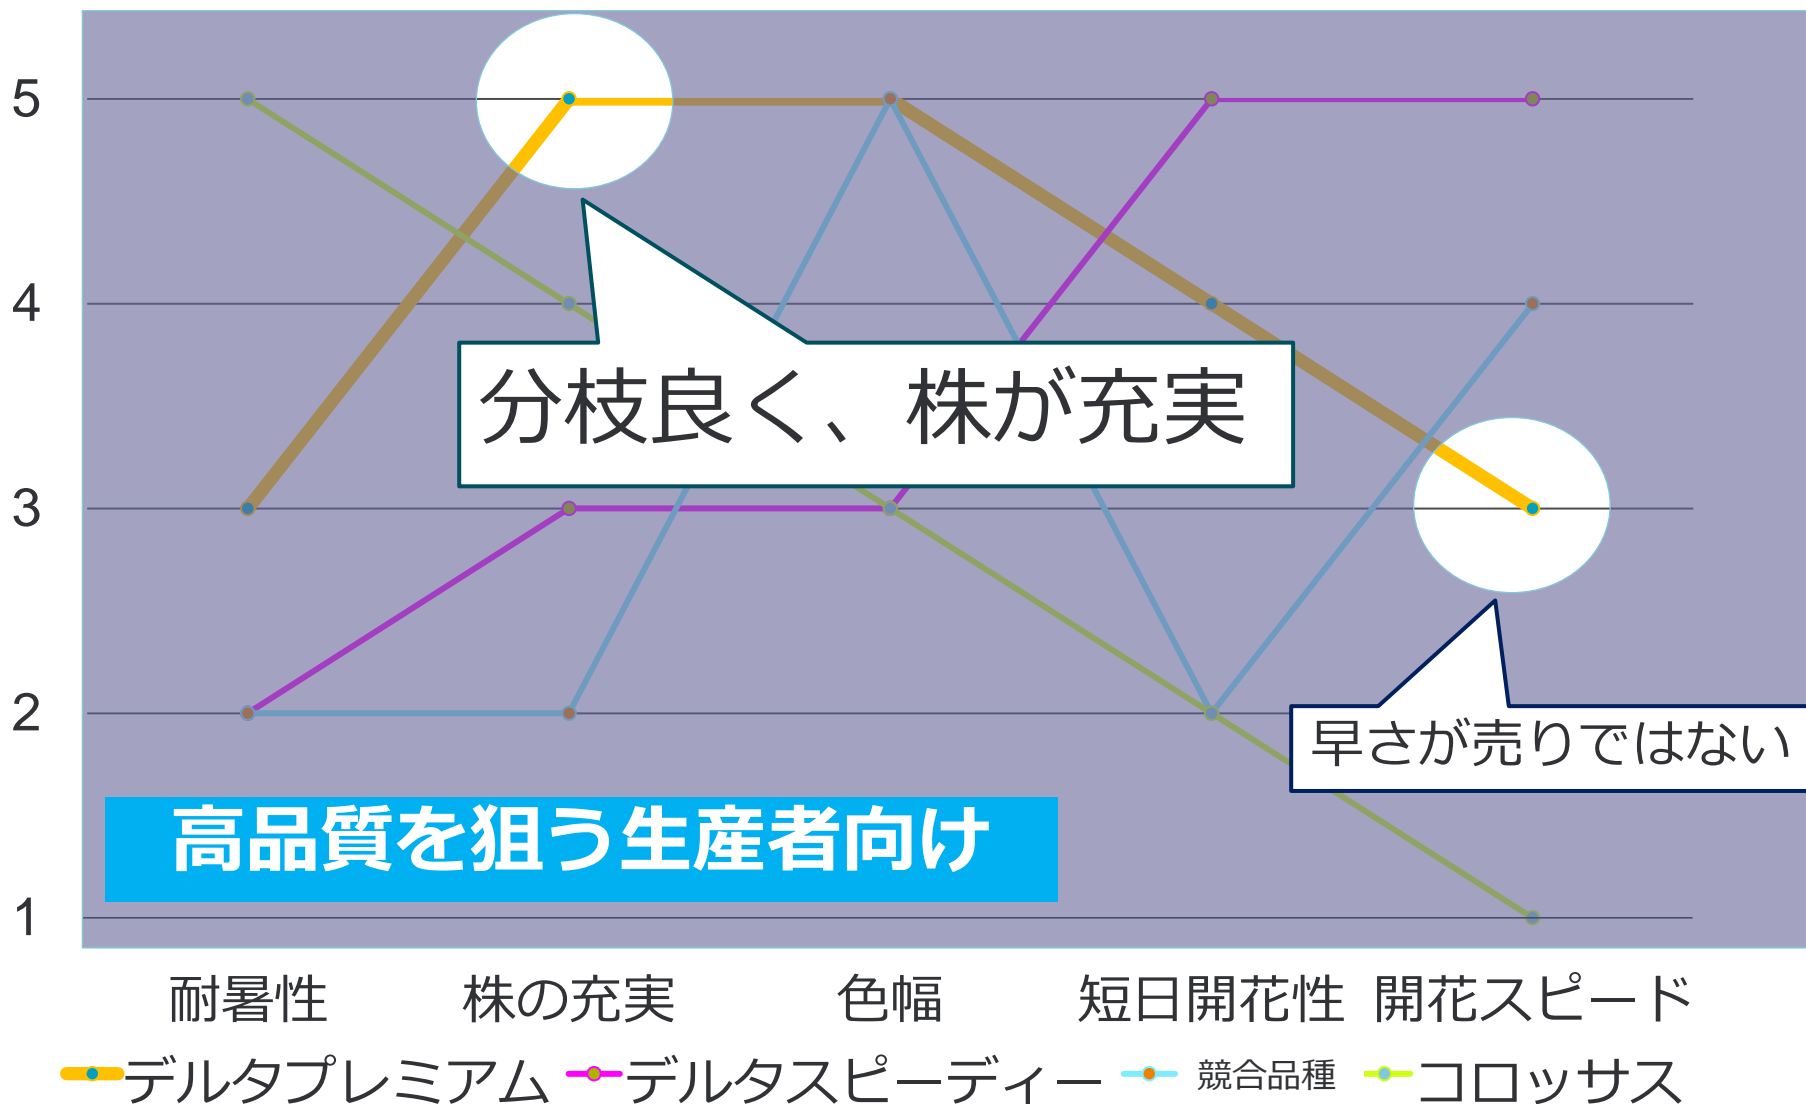 5
4
3
2
1
分枝良く、株が充実
早さが売りではない
高品質を狙う生産者向け
耐暑性 株の充実 色幅 短日開花性 開花スピード
デルタプレミアム デルタスピーディー 競合品種 コロッサス